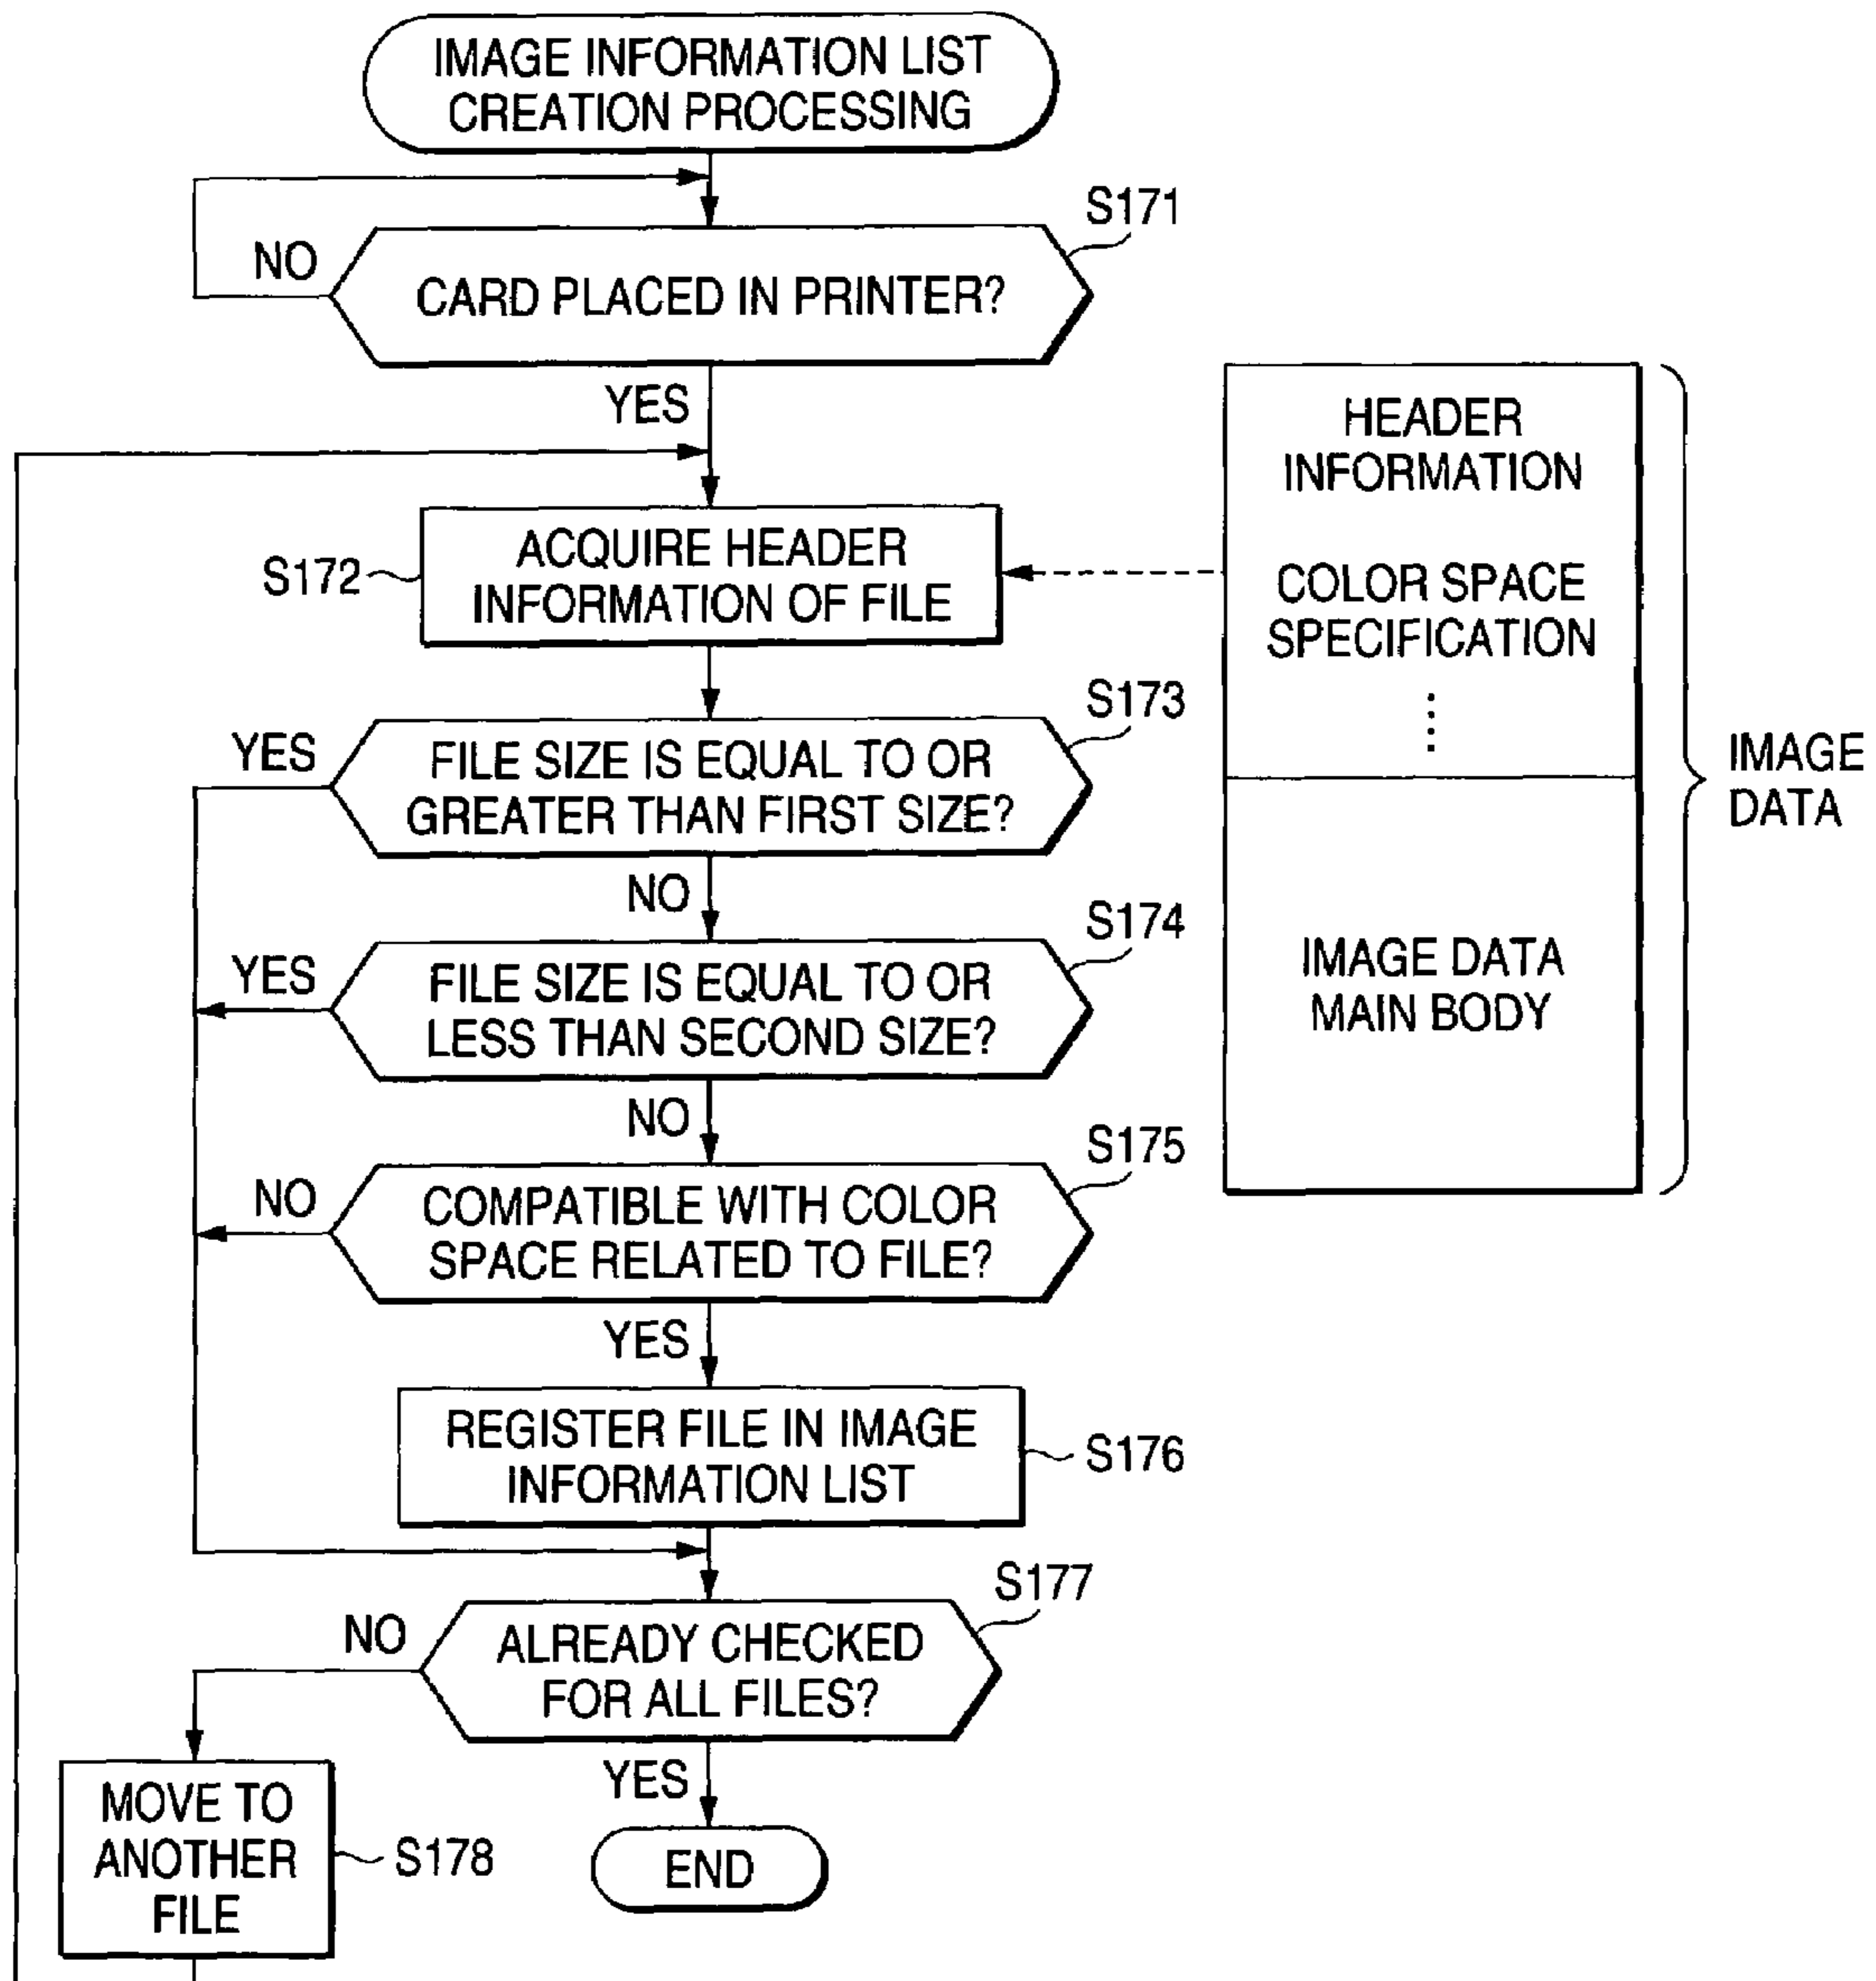 IMAGE INFORMATION LIST
CREATION PROCESSING
S171
NO
CARD PLACED IN PRINTER?
YES
HEADER
INFORMATION
COLOR SPACE
SPECIFICATION
IMAGE DATA
MAIN BODY
IMAGE
DATA
S172
ACQUIRE HEADER
INFORMATION OF FILE
S173
YES
FILE SIZE IS EQUAL TO OR
GREATER THAN FIRST SIZE?
NO
S174
YES
FILE SIZE IS EQUAL TO OR
LESS THAN SECOND SIZE?
NO
S175
NO
COMPATIBLE WITH COLOR
SPACE RELATED TO FILE?
YES
REGISTER FILE IN IMAGE
INFORMATION LIST
S176
S177
NO
ALREADY CHECKED
FOR ALL FILES?
YES
MOVE TO
ANOTHER
FILE
S178
END